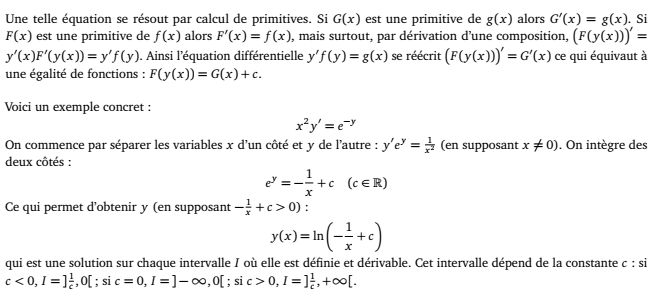 Une telle équation se résout par calcul de primitives. Si G(x) est une primitive de g(x) alors G′(x) = g(x). Si
F(x) est une primitive de f(x) alors F′(x) = f(x), mais surtout, par dérivation d'une composition, (F(y(x)))′ =
y′(x)F′(y(x)) = y′f(y). Ainsi l'équation différentielle y′f(y) = g(x) se réécrit (F(y(x)))′ = G′(x) ce qui équivaut à
une égalité de fonctions : F(y(x)) = G(x) + c.
Voici un exemple concret :
x²y′ = e^{−y}
On commence par séparer les variables x d'un côté et y de l'autre : y′e^y = 1/x² (en supposant x ≠ 0). On intègre des
deux côtés :
e^y = −1/x + c (c ∈ ℝ)
Ce qui permet d'obtenir y (en supposant −1/x + c > 0) :
y(x) = ln(−1/x + c)
qui est une solution sur chaque intervalle I où elle est définie et dérivable. Cet intervalle dépend de la constante c : si
c < 0, I = ]1/c, 0[ ; si c = 0, I = ]−∞, 0[ ; si c > 0, I = ]1/c, +∞[.